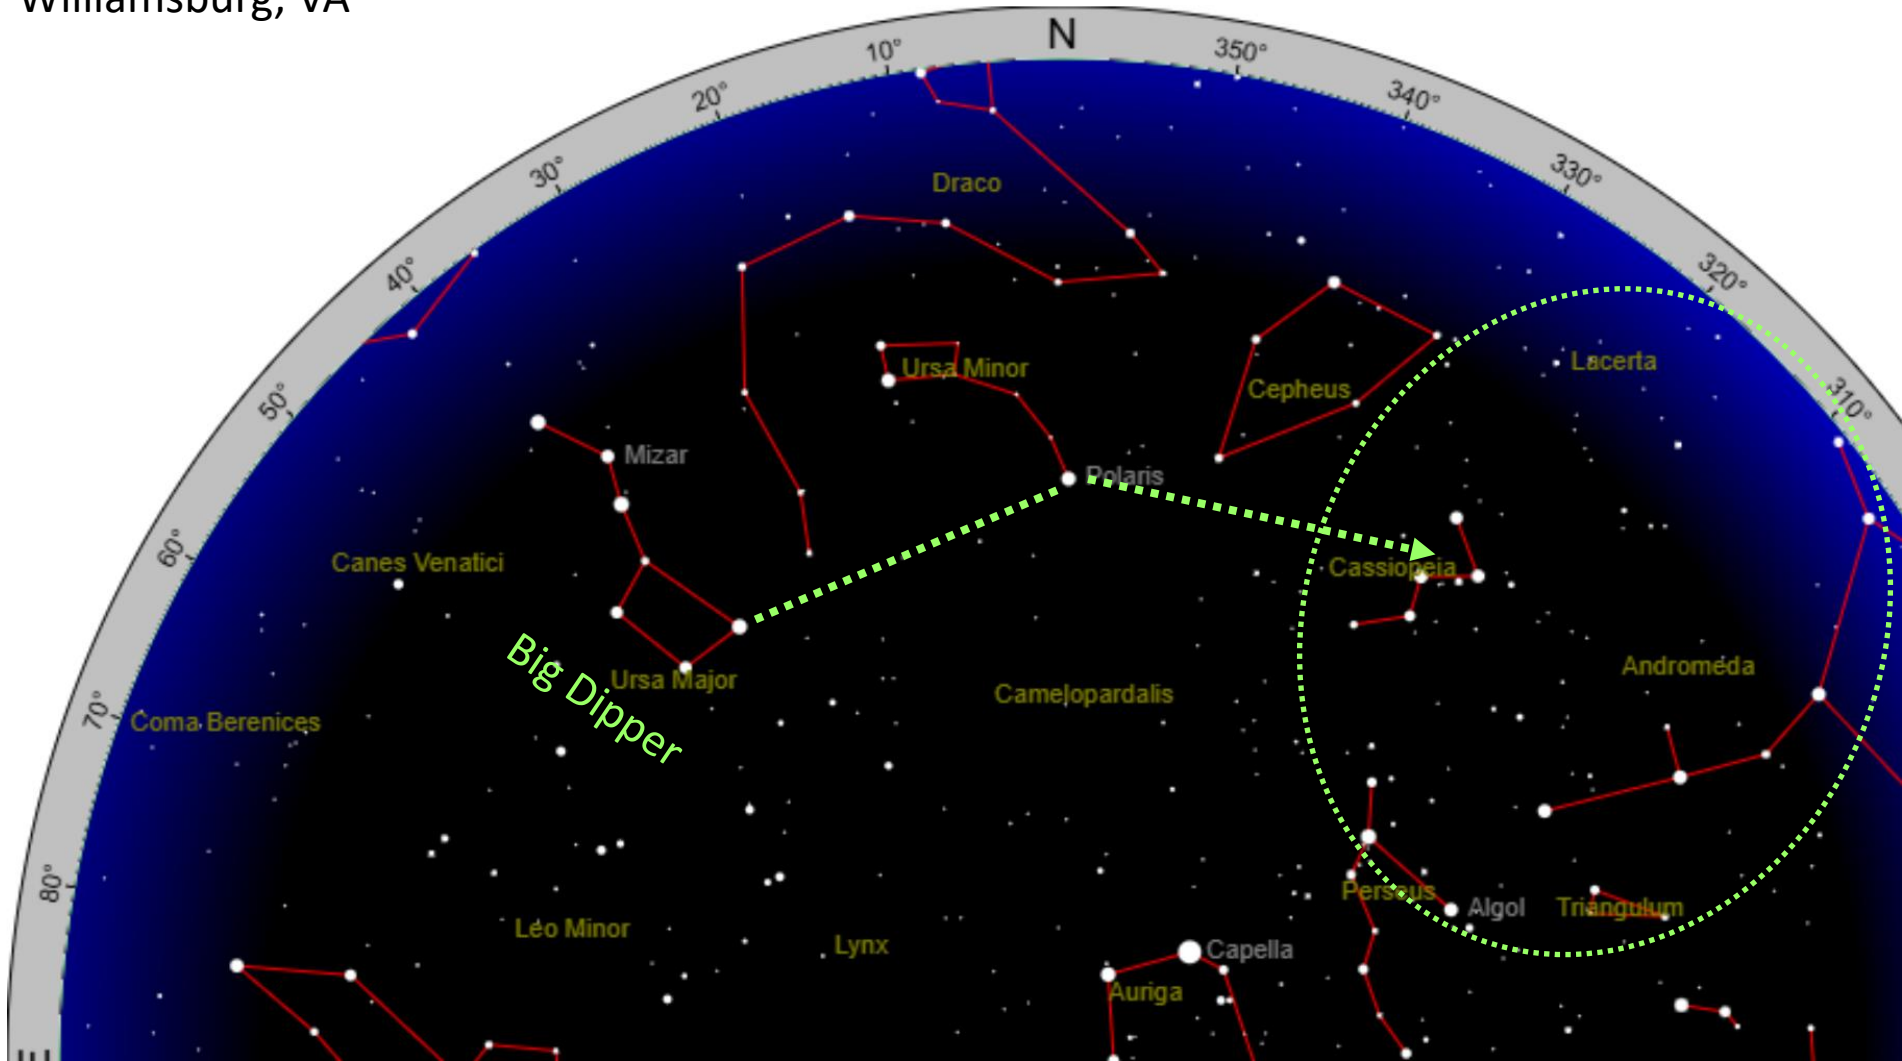 Williamsburg, VA
N
10°
350°
20°
340°
30°
330°
40°
320°
50°
310°
60°
70°
80°
E
Draco
Ursa Minor
Cepheus
Lacerta
Mizar
Polaris
Canes Venatici
Cassiopeia
Big Dipper
Ursa Major
Andromeda
Camelopardalis
Coma Berenices
Perseus
Algol
Triangulum
Leo Minor
Lynx
Capella
Auriga